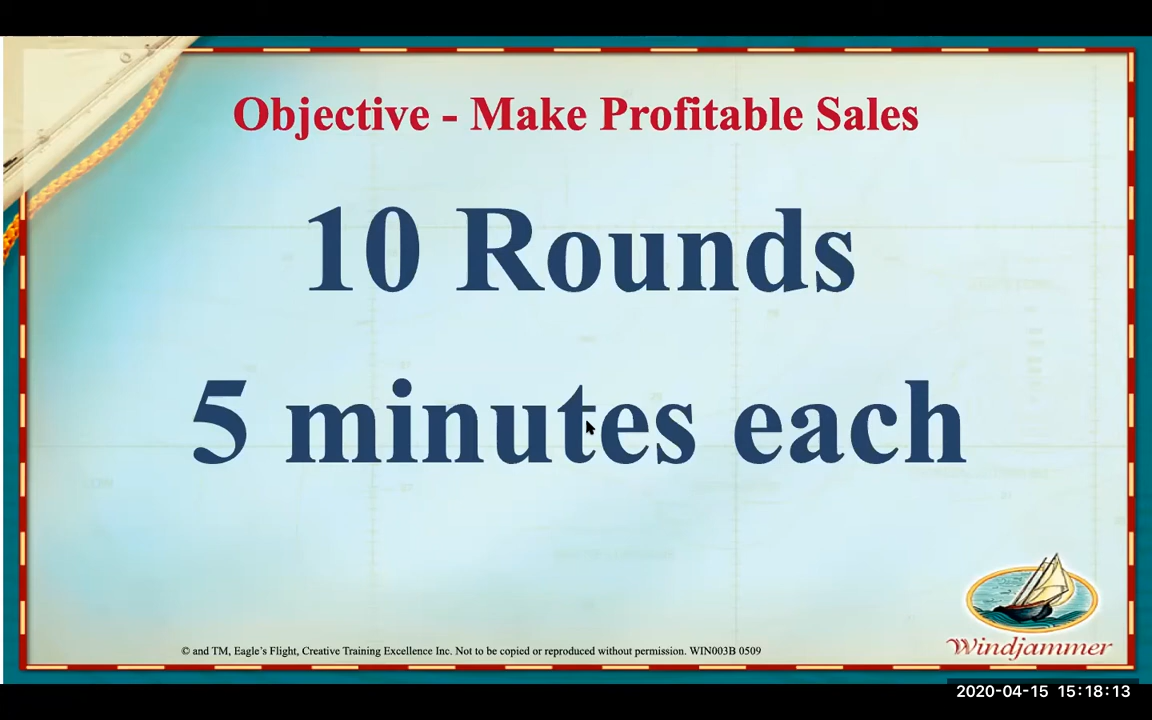 Objective - Make Profitable Sales
10 Rounds
5 minutes each
Windjammer
© and TM, Eagle's Flight, Creative Training Excellence Inc. Not to be copied or reproduced without permission. WIN003B 0509
2020-04-15 15:18:13